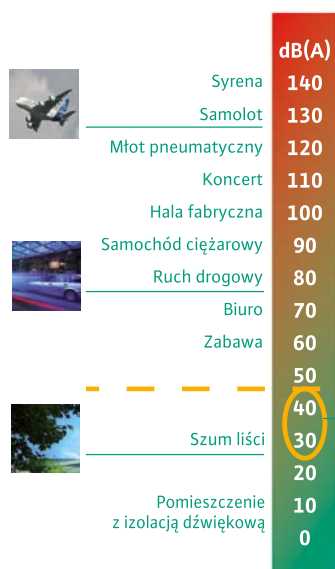 dB(A)
Syrena 140
Samolot 130
Młot pneumatyczny 120
Koncert 110
Hala fabryczna 100
Samochód ciężarowy 90
Ruch drogowy 80
Biuro 70
Zabawa 60
50
40
Szum liści 30
20
Pomieszczenie 10
z izolacją dźwiękową 0